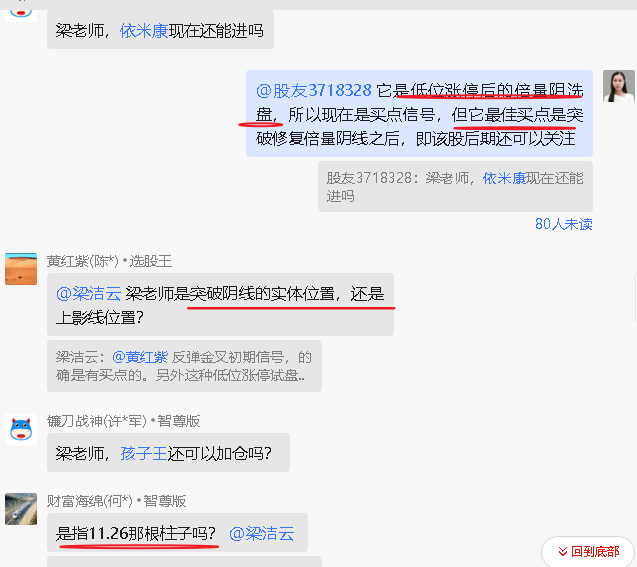 梁老师，依米康现在还能进吗
@股友3718328 它是低位涨停后的倍量阴洗
盘，所以现在是买点信号，但它最佳买点是突
破修复倍量阴线之后，即该股后期还可以关注
股友3718328：梁老师，依米康现在还能
进吗
80人未读
黄红紫(陈*) • 选股王
@梁洁云 梁老师是突破阴线的实体位置，还是
上影线位置？
梁洁云：@黄红紫 反弹金叉初期信号，的
确是有买点的。另外这种低位涨停试盘..
镰刀战神(许*军) • 智尊版
梁老师，孩子王还可以加仓吗？
财富海绵(何*) • 智尊版
是指11.26那根柱子吗？ @梁洁云
回到底部